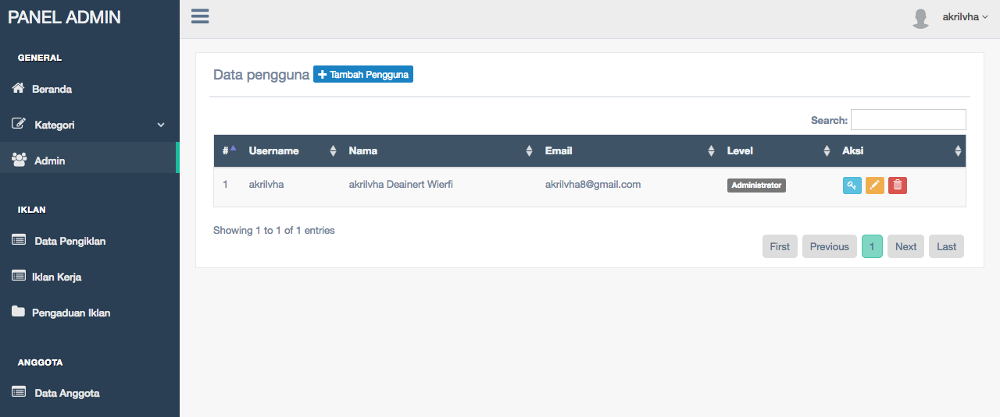 PANEL ADMIN
akrilvha
GENERAL
Beranda
Kategori
Admin
IKLAN
Data Pengiklan
Iklan Kerja
Pengaduan Iklan
ANGGOTA
Data Anggota
Data pengguna Tambah Pengguna
Search:
# Username Nama Email Level Aksi
1 akrilvha akrilvha Deainert Wierfi akrilvha8@gmail.com Administrator
Showing 1 to 1 of 1 entries
First Previous 1 Next Last